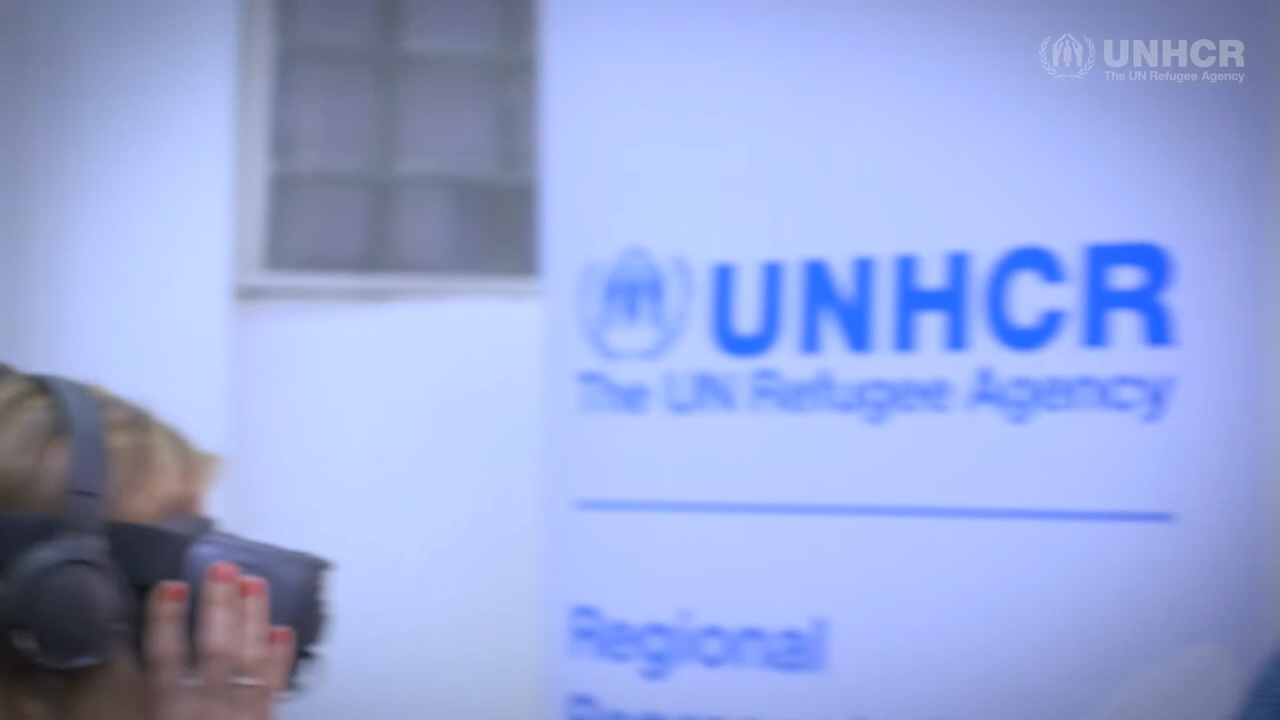 UNHCR
The UN Refugee Agency
UNHCR
The UN Refugee Agency
Regional